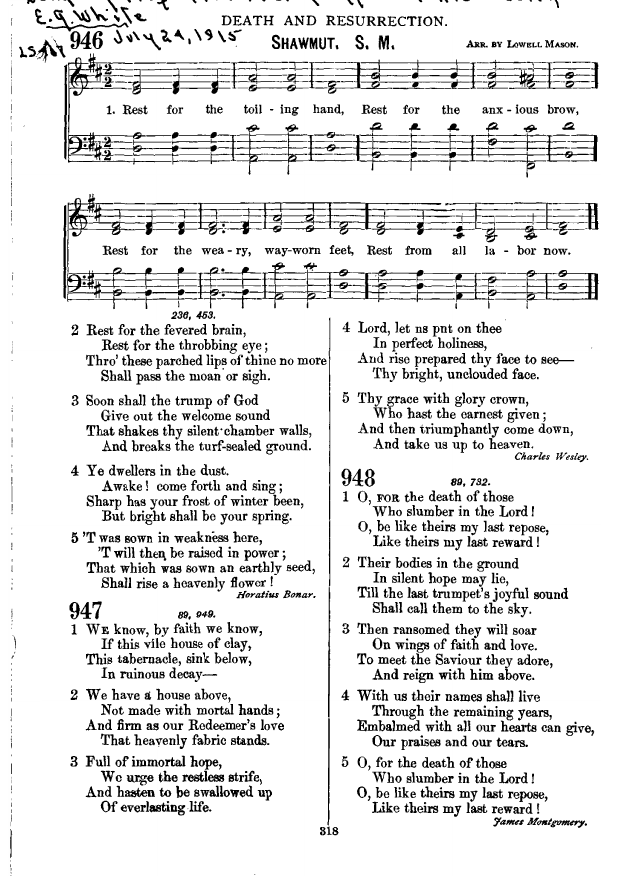 E.G. White
DEATH AND RESURRECTION.
946 July 24, 1915
SHAWMUT. S. M. ARR. BY LOWELL MASON.
1. Rest for the toil - ing hand, Rest for the anx - ious brow,
Rest for the wea - ry, way-worn feet, Rest from all la - bor now.
236, 453.
2 Rest for the fevered brain,
Rest for the throbbing eye;
Thro' these parched lips of thine no more
Shall pass the moan or sigh.
3 Soon shall the trump of God
Give out the welcome sound
That shakes thy silent chamber walls,
And breaks the turf-sealed ground.
4 Ye dwellers in the dust.
Awake! come forth and sing;
Sharp has your frost of winter been,
But bright shall be your spring.
5 'T was sown in weakness here,
'T will then be raised in power;
That which was sown an earthly seed,
Shall rise a heavenly flower!
Horatius Bonar.
947 89, 949.
1 WE know, by faith we know,
If this vile house of clay,
This tabernacle, sink below,
In ruinous decay—
2 We have a house above,
Not made with mortal hands;
And firm as our Redeemer's love
That heavenly fabric stands.
3 Full of immortal hope,
We urge the restless strife,
And hasten to be swallowed up
Of everlasting life.
4 Lord, let us put on thee
In perfect holiness,
And rise prepared thy face to see—
Thy bright, unclouded face.
5 Thy grace with glory crown,
Who hast the earnest given;
And then triumphantly come down,
And take us up to heaven.
Charles Wesley.
948 89, 732.
1 O, FOR the death of those
Who slumber in the Lord!
O, be like theirs my last repose,
Like theirs my last reward!
2 Their bodies in the ground
In silent hope may lie,
Till the last trumpet's joyful sound
Shall call them to the sky.
3 Then ransomed they will soar
On wings of faith and love.
To meet the Saviour they adore,
And reign with him above.
4 With us their names shall live
Through the remaining years,
Embalmed with all our hearts can give,
Our praises and our tears.
5 O, for the death of those
Who slumber in the Lord!
O, be like theirs my last repose,
Like theirs my last reward!
James Montgomery.
318